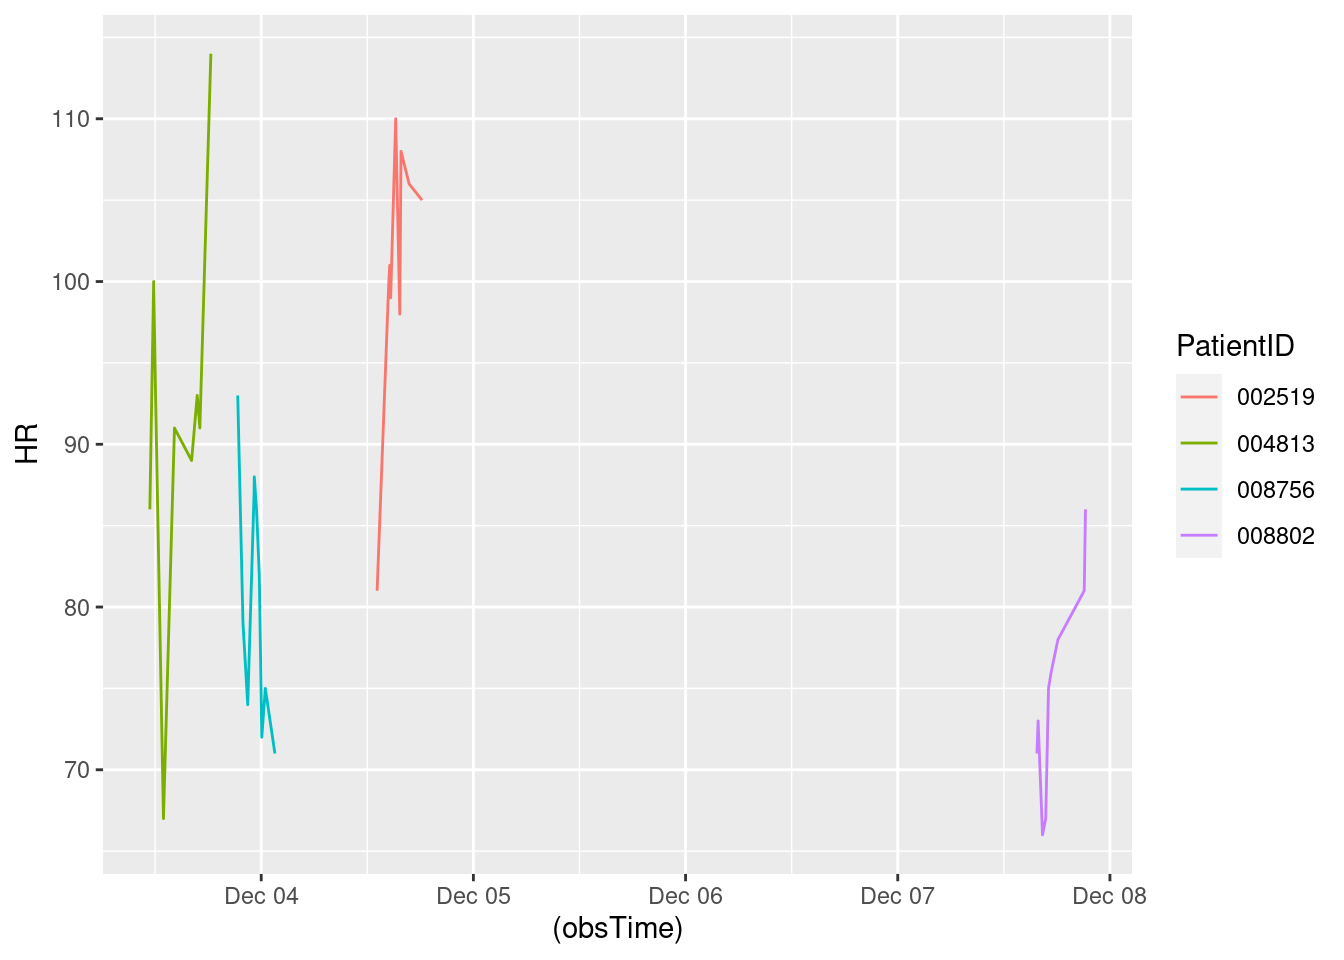 110
100
90
80
70
HR
Dec 04
Dec 05
Dec 06
Dec 07
Dec 08
(obsTime)
PatientID
002519
004813
008756
008802